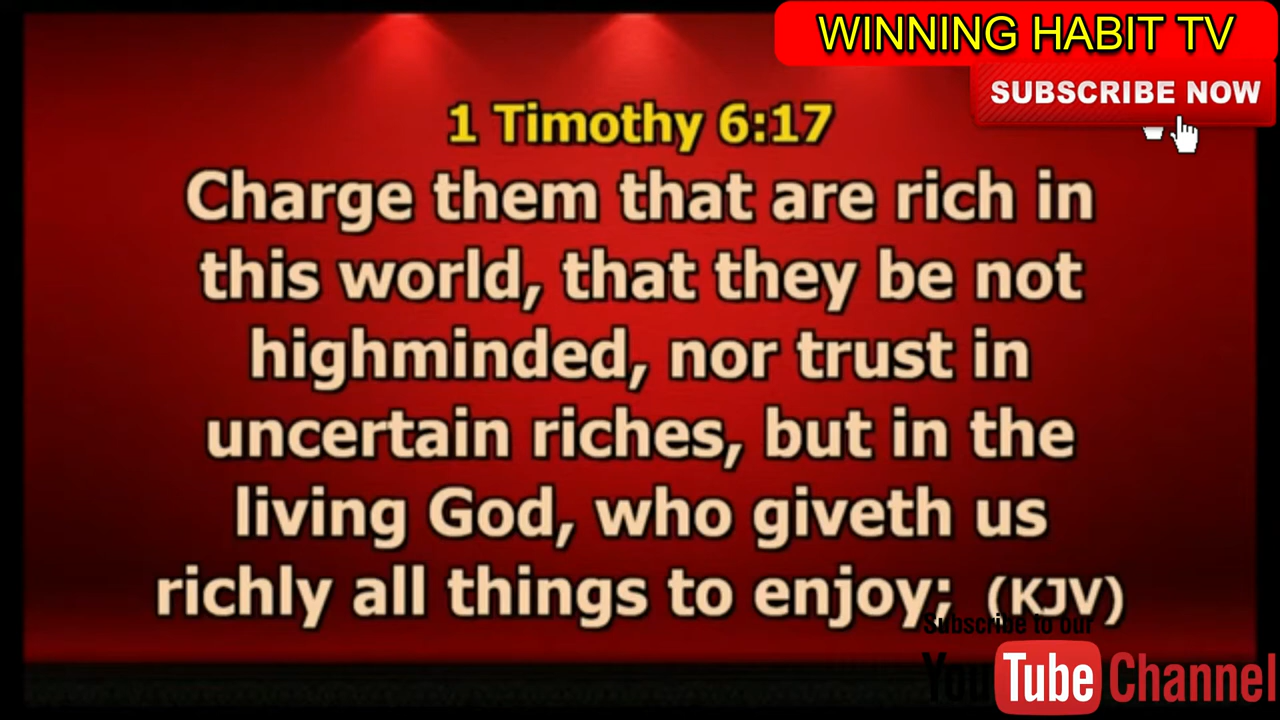 WINNING HABIT TV
SUBSCRIBE NOW
1 Timothy 6:17
Charge them that are rich in
this world, that they be not
highminded, nor trust in
uncertain riches, but in the
living God, who giveth us
richly all things to enjoy; (KJV)
Subscribe to our
YouTube Channel